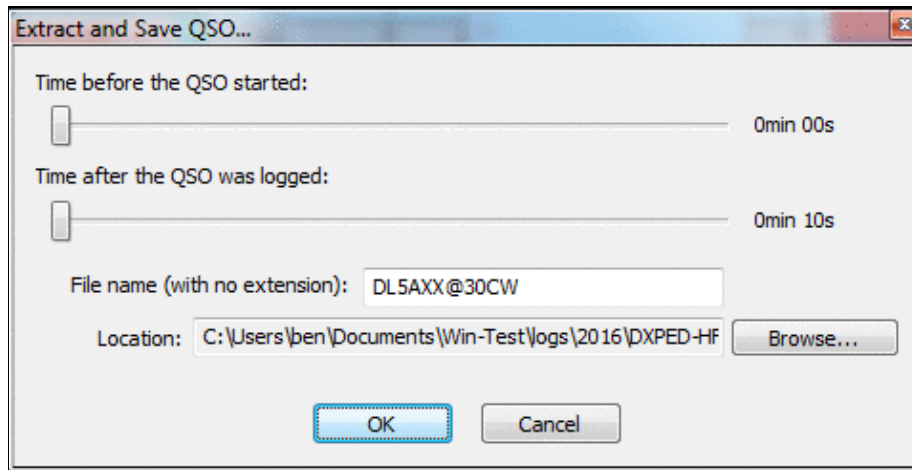 Extract and Save QSO...
Time before the QSO started:
0min 00s
Time after the QSO was logged:
0min 10s
File name (with no extension): DL5AXX@30CW
Location: C:\Users\ben\Documents\Win-Test\logs\2016\DXPED-HF Browse...
OK Cancel